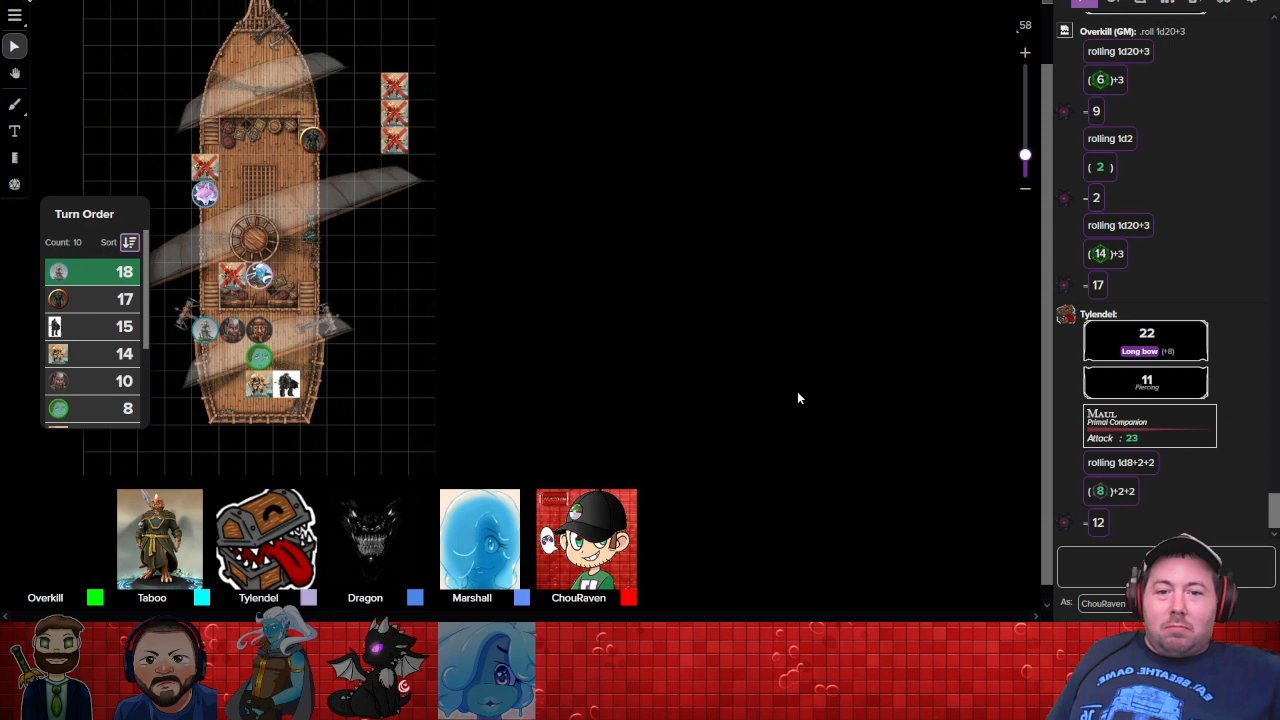 Overkill (GM): .roll 1d20+3
rolling 1d20+3
( 6 )+3
= 9
rolling 1d2
( 2 )
= 2
rolling 1d20+3
( 14 )+3
= 17
Tylendel:
22
Long bow (+8)
11
Piercing
Maul
Primal Companion
Attack : 23
rolling 1d8+2+2
( 8 )+2+2
= 12
As: ChouRaven
.58
Turn Order
Count: 10 Sort
18
17
15
14
10
8
Overkill
Taboo
Tylendel
Dragon
Marshall
ChouRaven